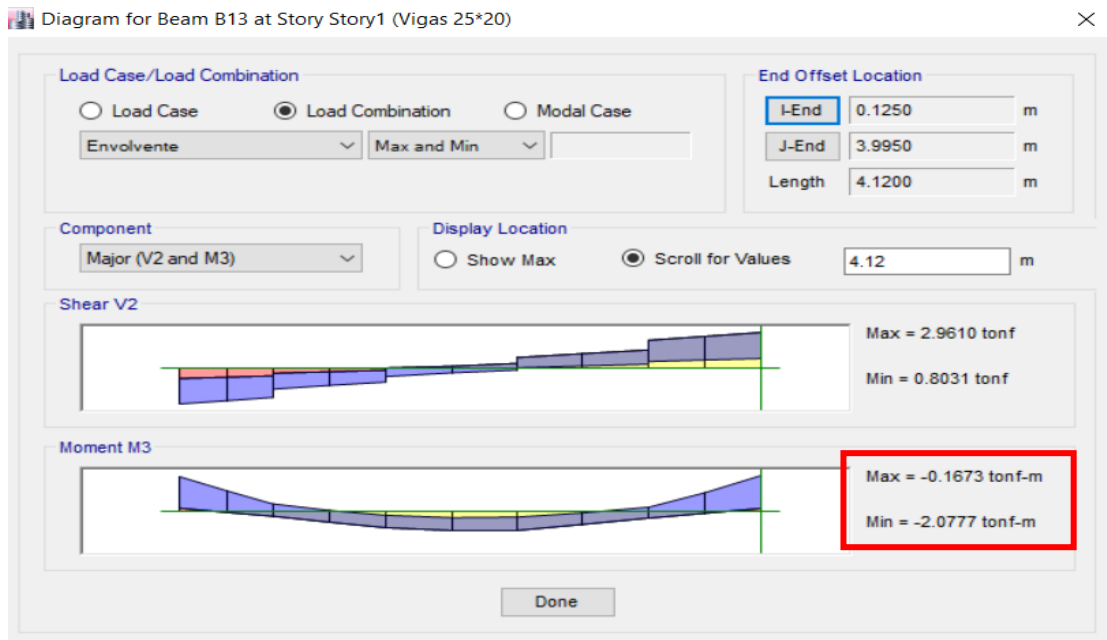 Diagram for Beam B13 at Story Story1 (Vigas 25*20)
Load Case/Load Combination
Load Case Load Combination Modal Case
Envolvente Max and Min
End Offset Location
I-End 0.1250 m
J-End 3.9950 m
Length 4.1200 m
Component
Major (V2 and M3)
Display Location
Show Max Scroll for Values 4.12 m
Shear V2
Max = 2.9610 tonf
Min = 0.8031 tonf
Moment M3
Max = -0.1673 tonf-m
Min = -2.0777 tonf-m
Done